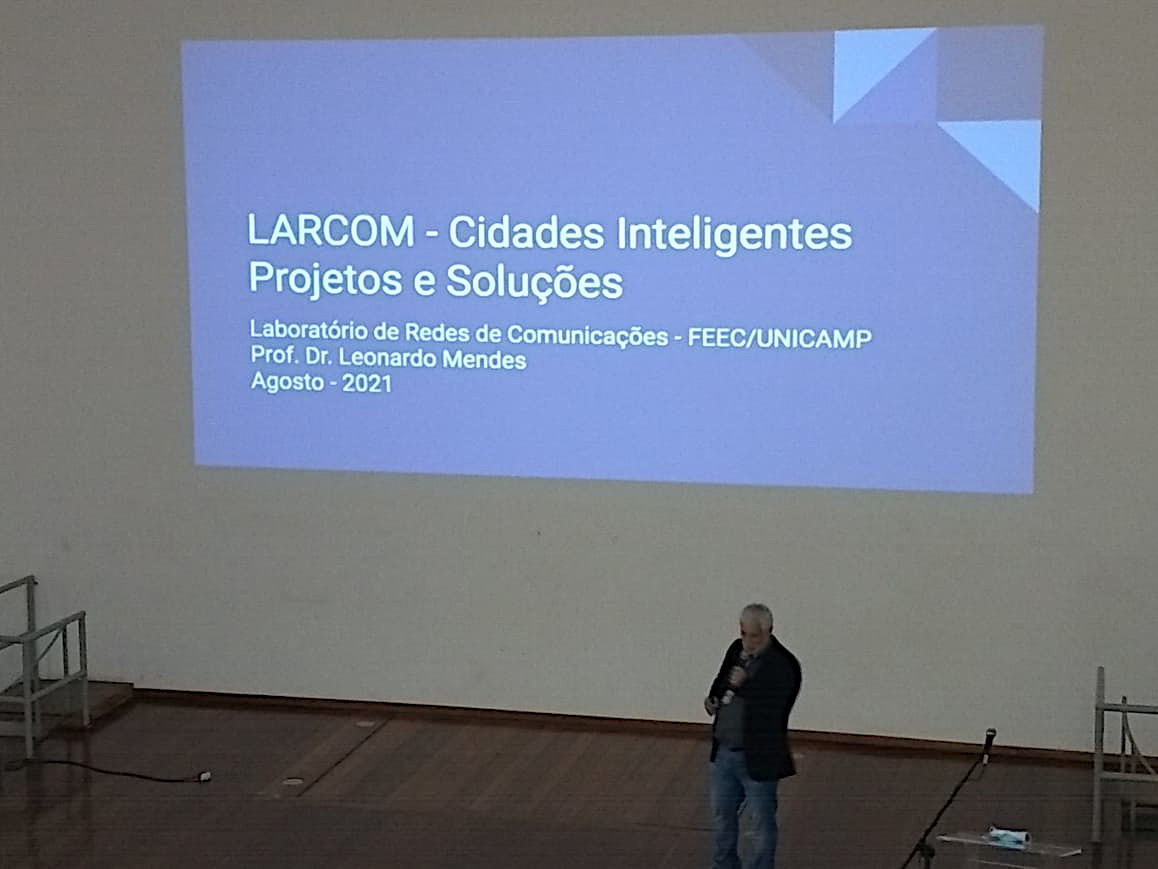 LARCOM - Cidades Inteligentes
Projetos e Soluções
Laboratório de Redes de Comunicações - FEEC/UNICAMP
Prof. Dr. Leonardo Mendes
Agosto - 2021